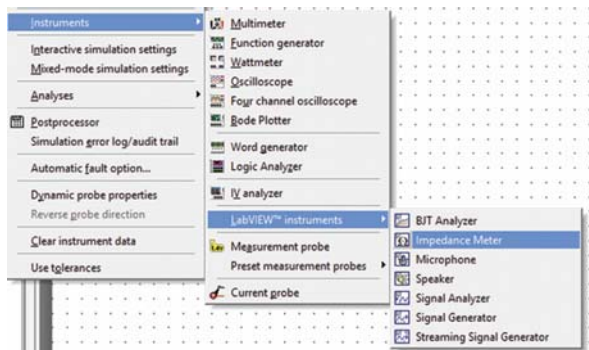 Instruments
Interactive simulation settings
Mixed-mode simulation settings
Analyses
Postprocessor
Simulation error log/audit trail
Automatic fault option...
Dynamic probe properties
Reverse probe direction
Clear instrument data
Use tolerances
Multimeter
Function generator
Wattmeter
Oscilloscope
Four channel oscilloscope
Bode Plotter
Word generator
Logic Analyzer
IV analyzer
LabVIEW™ instruments
Measurement probe
Preset measurement probes
Current probe
BJT Analyzer
Impedance Meter
Microphone
Speaker
Signal Analyzer
Signal Generator
Streaming Signal Generator